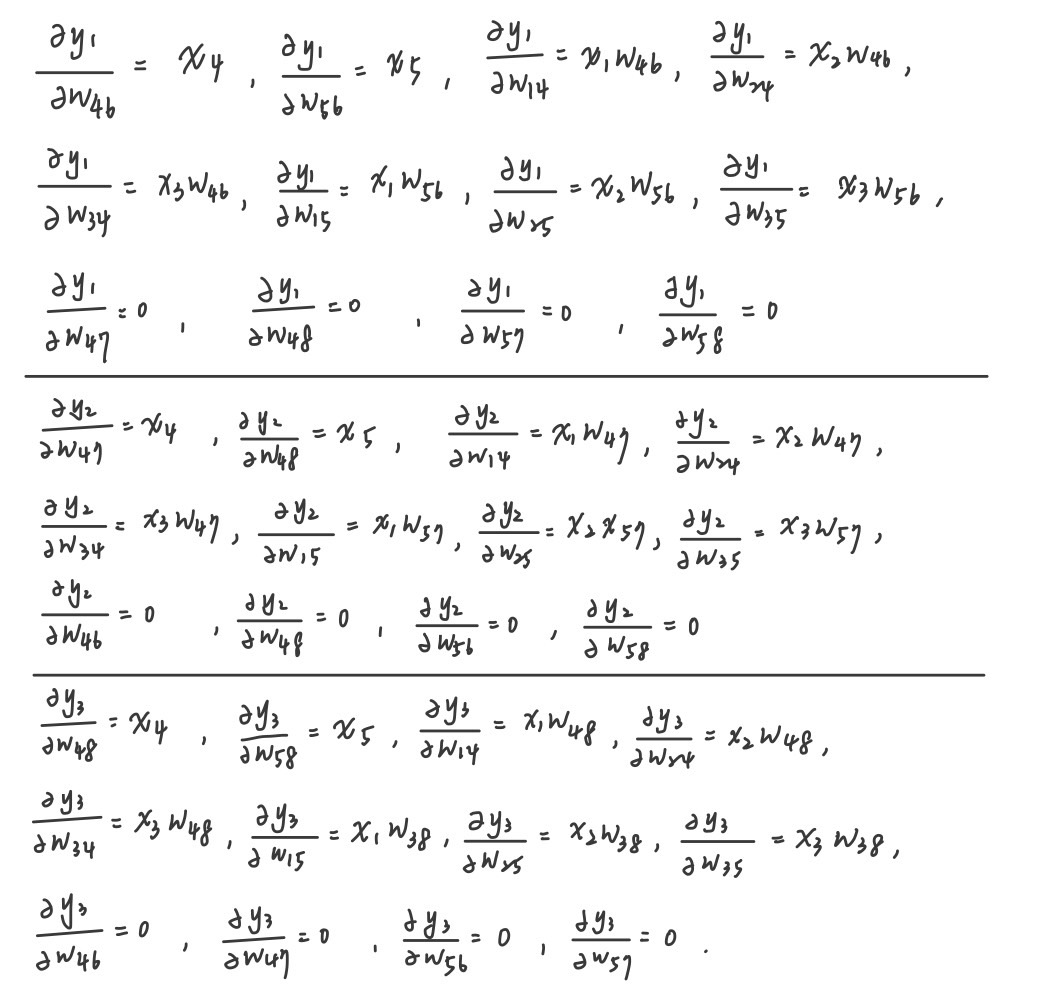 ∂y₁/∂w₄₆ = x₄ , ∂y₁/∂w₅₆ = x₅ , ∂y₁/∂w₁₄ = x₁w₄₆ , ∂y₁/∂w₂₄ = x₂w₄₆ ,
∂y₁/∂w₃₄ = x₃w₄₆ , ∂y₁/∂w₁₅ = x₁w₅₆ , ∂y₁/∂w₂₅ = x₂w₅₆ , ∂y₁/∂w₃₅ = x₃w₅₆ ,
∂y₁/∂w₄₇ = 0 , ∂y₁/∂w₄₈ = 0 , ∂y₁/∂w₅₇ = 0 , ∂y₁/∂w₅₈ = 0
∂y₂/∂w₄₇ = x₄ , ∂y₂/∂w₄₈ = x₅ , ∂y₂/∂w₁₄ = x₁w₄₇ , ∂y₂/∂w₂₄ = x₂w₄₇ ,
∂y₂/∂w₃₄ = x₃w₄₇ , ∂y₂/∂w₁₅ = x₁w₅₇ , ∂y₂/∂w₂₅ = x₂x₅₇ , ∂y₂/∂w₃₅ = x₃w₅₇ ,
∂y₂/∂w₄₆ = 0 , ∂y₂/∂w₄₈ = 0 , ∂y₂/∂w₅₆ = 0 , ∂y₂/∂w₅₈ = 0
∂y₃/∂w₄₈ = x₄ , ∂y₃/∂w₅₈ = x₅ , ∂y₃/∂w₁₄ = x₁w₄₈ , ∂y₃/∂w₂₄ = x₂w₄₈ ,
∂y₃/∂w₃₄ = x₃w₄₈ , ∂y₃/∂w₁₅ = x₁w₃₈ , ∂y₃/∂w₂₅ = x₂w₃₈ , ∂y₃/∂w₃₅ = x₃w₃₈ ,
∂y₃/∂w₄₆ = 0 , ∂y₃/∂w₄₇ = 0 , ∂y₃/∂w₅₆ = 0 , ∂y₃/∂w₅₇ = 0 .